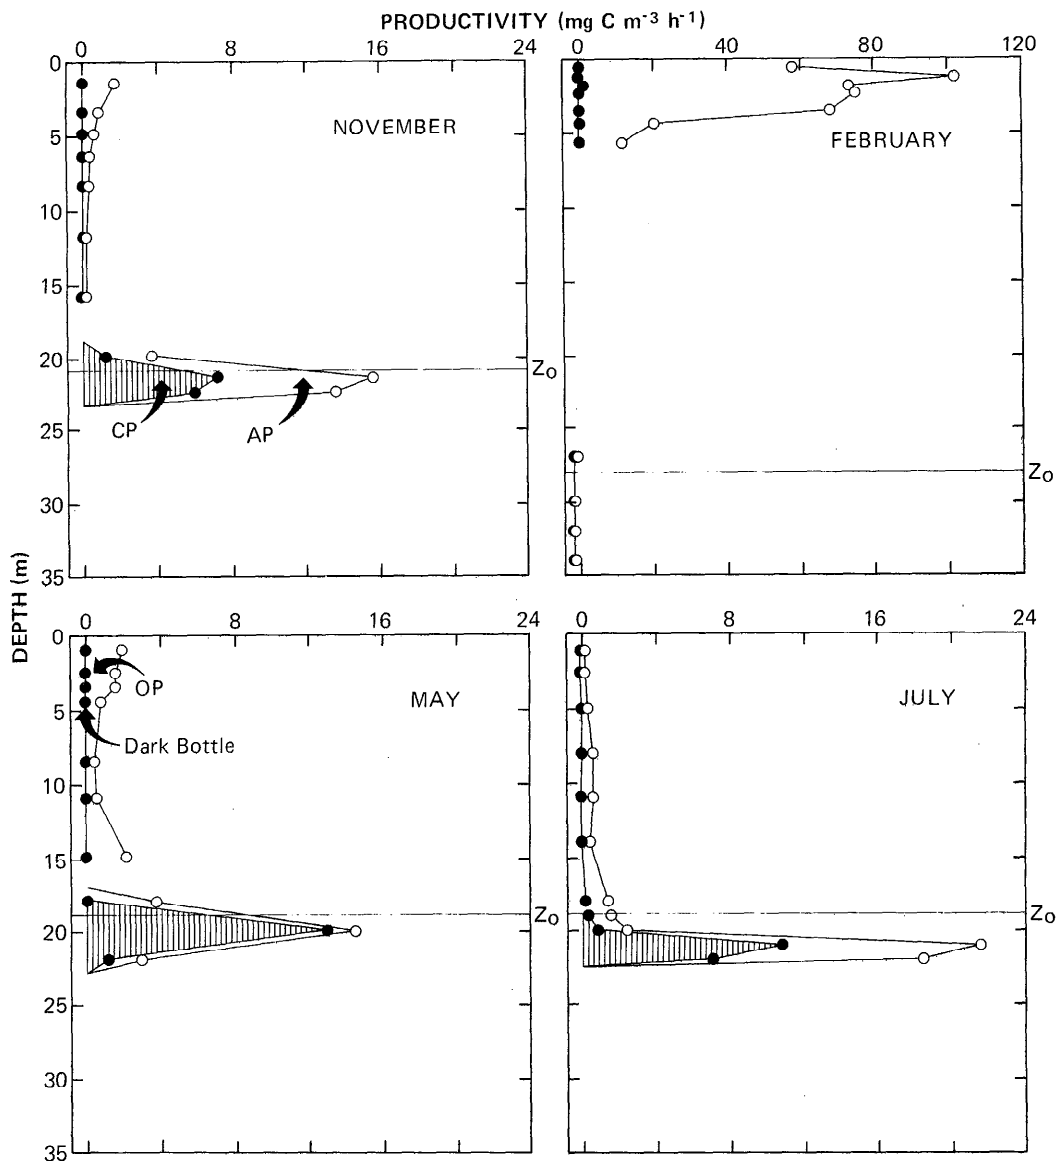 PRODUCTIVITY (mg C m-3 h-1)
0 8 16 24
0 40 80 120
0
5
10
15
20
25
30
35
NOVEMBER
FEBRUARY
Zo
CP
AP
Zo
DEPTH (m)
0 8 16 24
0 8 16 24
0
5
10
15
20
25
30
35
OP
MAY
JULY
Dark Bottle
Zo
Zo